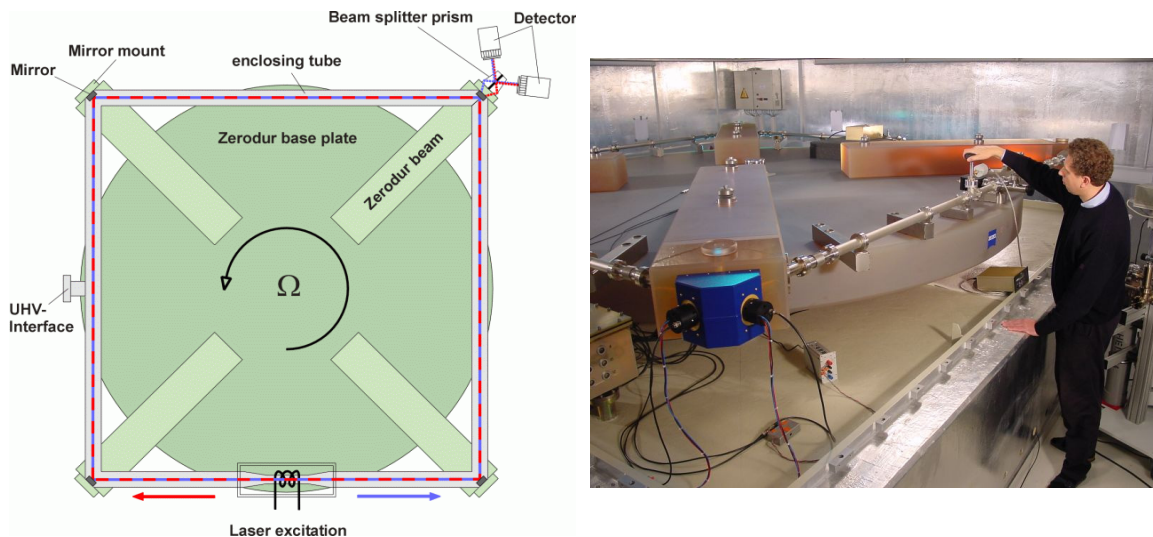 Beam splitter prism
Detector
Mirror mount
Mirror
enclosing tube
Zerodur base plate
Zerodur beam
Ω
UHV-
Interface
Laser excitation